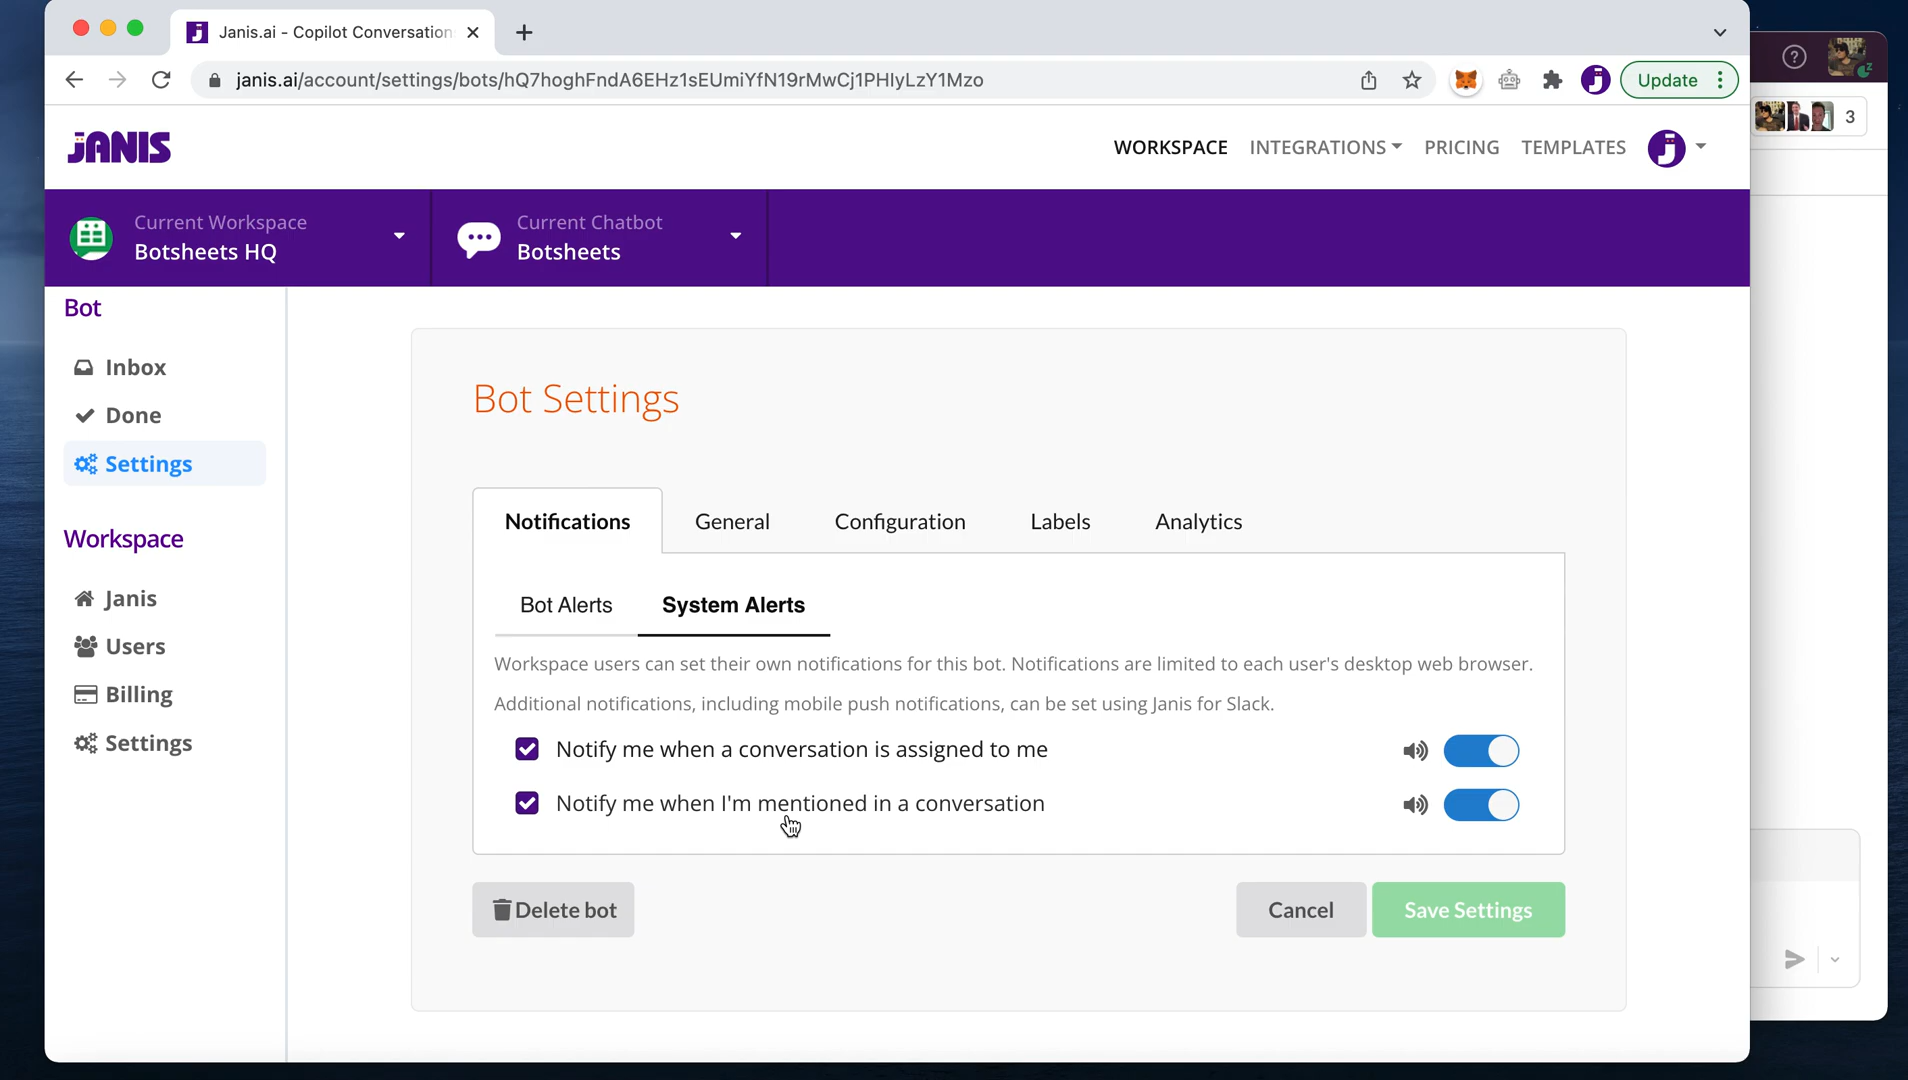 Janis.ai - Copilot Conversation
janis.ai/account/settings/bots/hQ7hoghFndA6EHz1sEUmiYfN19rMwCj1PHIyLzY1Mzo
Update
JANIS
WORKSPACE INTEGRATIONS PRICING TEMPLATES
3
Current Workspace
Botsheets HQ
Current Chatbot
Botsheets
Bot
Inbox
Done
Settings
Workspace
Janis
Users
Billing
Settings
Bot Settings
Notifications General Configuration Labels Analytics
Bot Alerts System Alerts
Workspace users can set their own notifications for this bot. Notifications are limited to each user's desktop web browser.
Additional notifications, including mobile push notifications, can be set using Janis for Slack.
Notify me when a conversation is assigned to me
Notify me when I'm mentioned in a conversation
Delete bot
Cancel
Save Settings